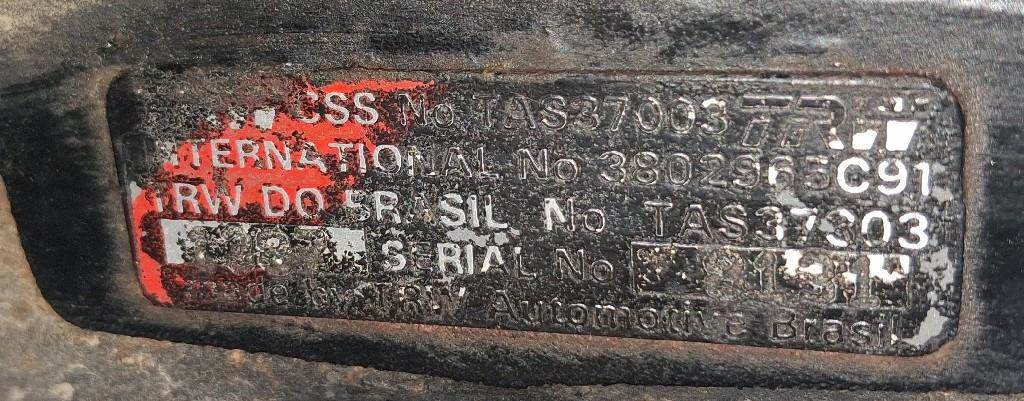 TRW CSS No TAS37003 TRW
INTERNATIONAL No 3802965C91
TRW DO BRASIL No TAS37303
SERIAL No
Made by TRW Automotive Brasil